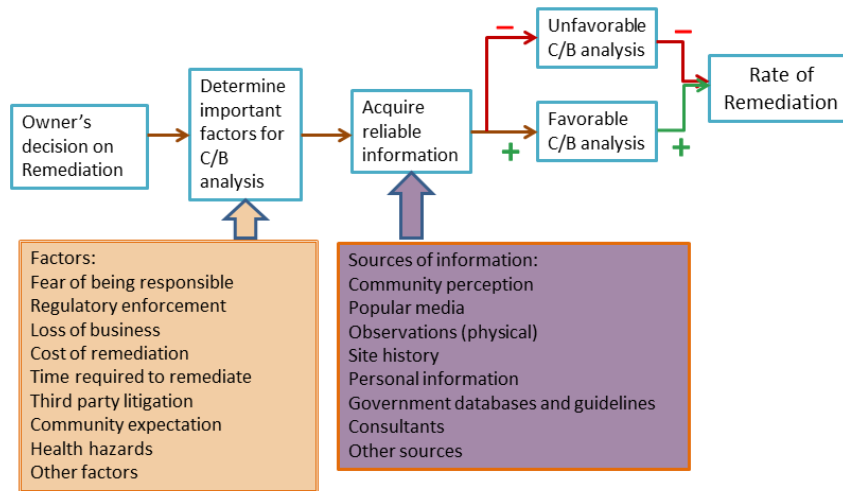 Owner's
decision on
Remediation
Determine
important
factors for
C/B
analysis
Acquire
reliable
information
−
Unfavorable
C/B analysis
−
+
Favorable
C/B analysis
+
Rate of
Remediation
Factors:
Fear of being responsible
Regulatory enforcement
Loss of business
Cost of remediation
Time required to remediate
Third party litigation
Community expectation
Health hazards
Other factors
Sources of information:
Community perception
Popular media
Observations (physical)
Site history
Personal information
Government databases and guidelines
Consultants
Other sources